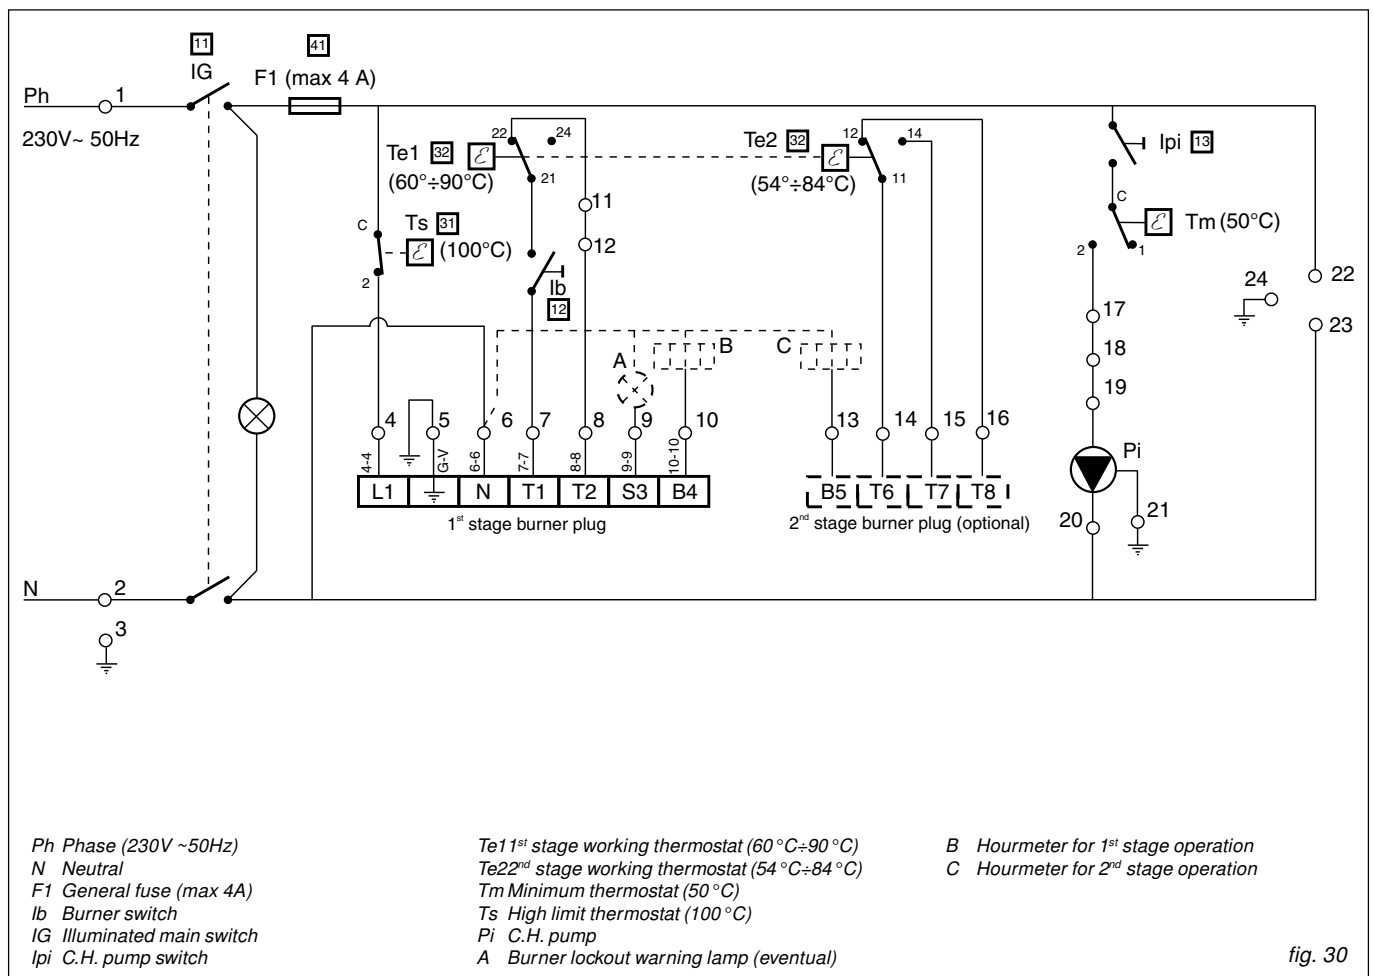 11
41
IG
F1 (max 4 A)
Ph
1
230V~ 50Hz
Te1 32
(60°÷90°C)
22
24
21
Te2 32
(54°÷84°C)
12
14
11
Ipi 13
C
Tm (50°C)
2
1
C
Ts 31
(100°C)
2
11
12
Ib
12
24
22
23
17
18
19
A
B
C
4
5
6
7
8
9
10
13
14
15
16
4-4
G-V
6-6
7-7
8-8
9-9
10-10
L1
N
T1
T2
S3
B4
1st stage burner plug
B5
T6
T7
T8
2nd stage burner plug (optional)
Pi
20
21
N
2
3
Ph Phase (230V ~50Hz)
N Neutral
F1 General fuse (max 4A)
Ib Burner switch
IG Illuminated main switch
Ipi C.H. pump switch
Te11st stage working thermostat (60°C÷90°C)
Te22nd stage working thermostat (54°C÷84°C)
Tm Minimum thermostat (50°C)
Ts High limit thermostat (100°C)
Pi C.H. pump
A Burner lockout warning lamp (eventual)
B Hourmeter for 1st stage operation
C Hourmeter for 2nd stage operation
fig. 30